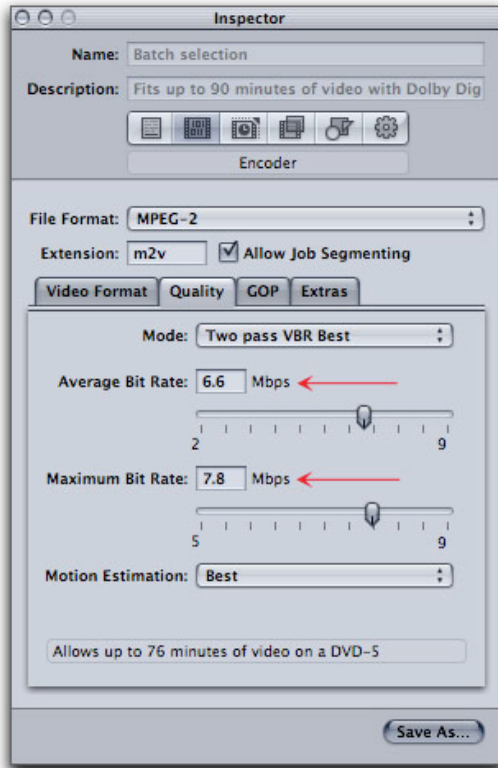 Inspector
Name: Batch selection
Description: Fits up to 90 minutes of video with Dolby Dig
Encoder
File Format: MPEG-2
Extension: m2v Allow Job Segmenting
Video Format Quality GOP Extras
Mode: Two pass VBR Best
Average Bit Rate: 6.6 Mbps
2 9
Maximum Bit Rate: 7.8 Mbps
5 9
Motion Estimation: Best
Allows up to 76 minutes of video on a DVD-5
Save As...